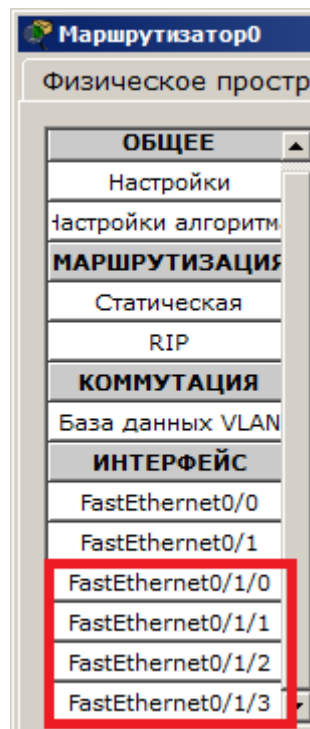 Маршрутизатор0
Физическое простр
ОБЩЕЕ
Настройки
Настройки алгоритм
МАРШРУТИЗАЦИЯ
Статическая
RIP
КОММУТАЦИЯ
База данных VLAN
ИНТЕРФЕЙС
FastEthernet0/0
FastEthernet0/1
FastEthernet0/1/0
FastEthernet0/1/1
FastEthernet0/1/2
FastEthernet0/1/3